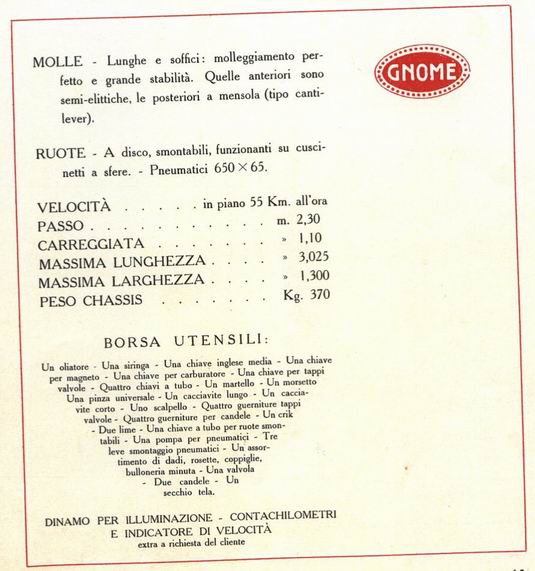 MOLLE - Lunghe e soffici: molleggiamento per-
fetto e grande stabilità. Quelle anteriori sono
semi-elittiche, le posteriori a mensola (tipo canti-
lever).
GNOME
RUOTE - A disco, smontabili, funzionanti su cusci-
netti a sfere. - Pneumatici 650 × 65.
VELOCITÀ . . . . . in piano 55 Km. all'ora
PASSO . . . . . . . . . . . m. 2,30
CARREGGIATA . . . . . . . » 1,10
MASSIMA LUNGHEZZA . . . . » 3,025
MASSIMA LARGHEZZA . . . . » 1,300
PESO CHASSIS . . . . . . . Kg. 370
BORSA UTENSILI:
Un oliatore - Una siringa - Una chiave inglese media - Una chiave
per magneto - Una chiave per carburatore - Una chiave per tappi
valvole - Quattro chiavi a tubo - Un martello - Un morsetto
Una pinza universale - Un cacciavite lungo - Un caccia-
vite corto - Uno scalpello - Quattro guerniture tappi
valvole - Quattro guerniture per candele - Un crik
- Due lime - Una chiave a tubo per ruote smon-
tabili - Una pompa per pneumatici - Tre
leve smontaggio pneumatici - Un assor-
timento di dadi, rosette, coppiglie,
bulloneria minuta - Una valvola
- Due candele - Un
secchio tela.
DINAMO PER ILLUMINAZIONE - CONTACHILOMETRI
E INDICATORE DI VELOCITÀ
extra a richiesta del cliente